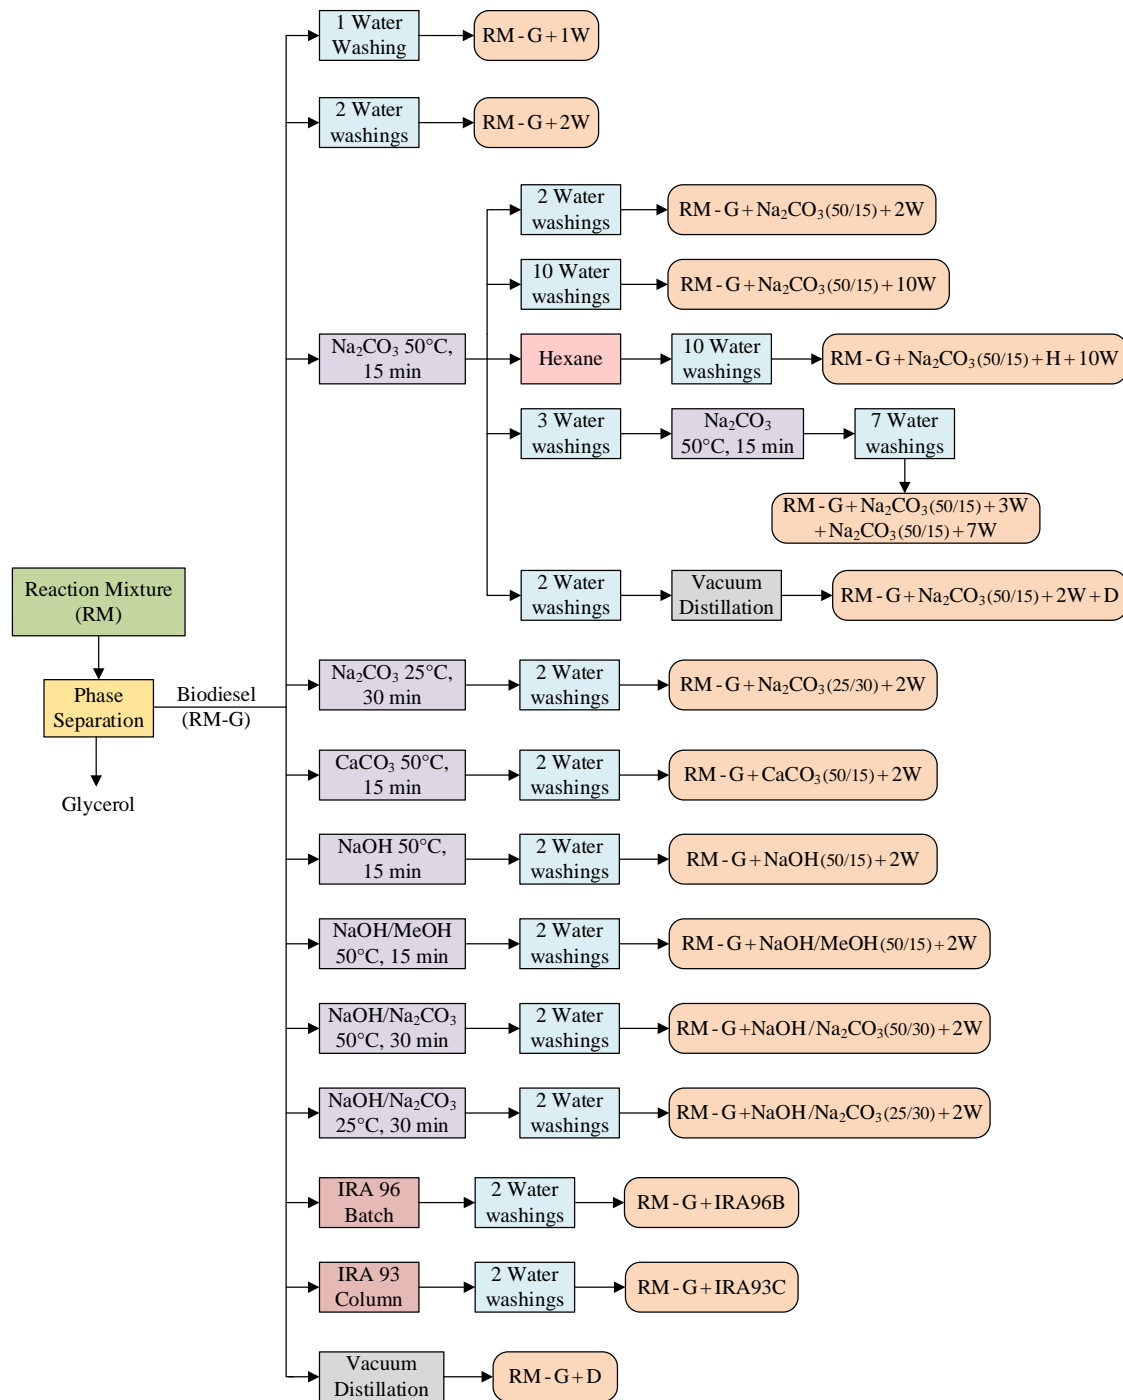 1 Water
Washing
RM-G+1W
2 Water
washings
RM-G+2W
2 Water
washings
RM-G+Na₂CO₃(50/15)+2W
10 Water
washings
RM-G+Na₂CO₃(50/15)+10W
Na₂CO₃ 50°C,
15 min
Hexane
10 Water
washings
RM-G+Na₂CO₃(50/15)+H+10W
3 Water
washings
Na₂CO₃
50°C, 15 min
7 Water
washings
RM-G+Na₂CO₃(50/15)+3W
+Na₂CO₃(50/15)+7W
2 Water
washings
Vacuum
Distillation
RM-G+Na₂CO₃(50/15)+2W+D
Reaction Mixture
(RM)
Phase
Separation
Glycerol
Biodiesel
(RM-G)
Na₂CO₃ 25°C,
30 min
2 Water
washings
RM-G+Na₂CO₃(25/30)+2W
CaCO₃ 50°C,
15 min
2 Water
washings
RM-G+CaCO₃(50/15)+2W
NaOH 50°C,
15 min
2 Water
washings
RM-G+NaOH(50/15)+2W
NaOH/MeOH
50°C, 15 min
2 Water
washings
RM-G+NaOH/MeOH(50/15)+2W
NaOH/Na₂CO₃
50°C, 30 min
2 Water
washings
RM-G+NaOH/Na₂CO₃(50/30)+2W
NaOH/Na₂CO₃
25°C, 30 min
2 Water
washings
RM-G+NaOH/Na₂CO₃(25/30)+2W
IRA 96
Batch
2 Water
washings
RM-G+IRA96B
IRA 93
Column
2 Water
washings
RM-G+IRA93C
Vacuum
Distillation
RM-G+D